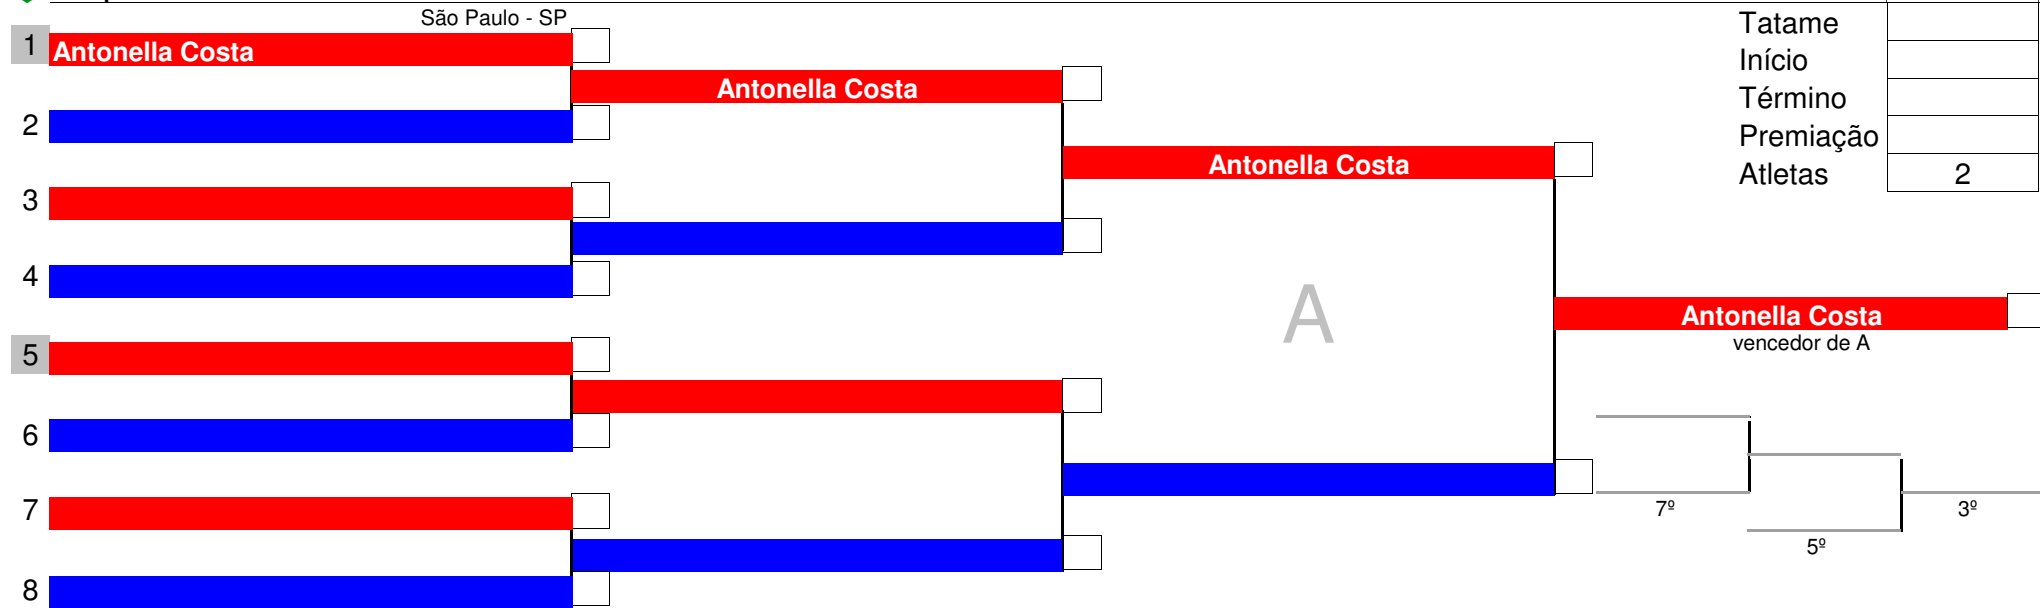 São Paulo - SP
1 Antonella Costa
Antonella Costa
2
3
Antonella Costa
4
A
5
Antonella Costa
vencedor de A
6
7
8
7º
3º
5º
Tatame
Início
Término
Premiação
Atletas 2